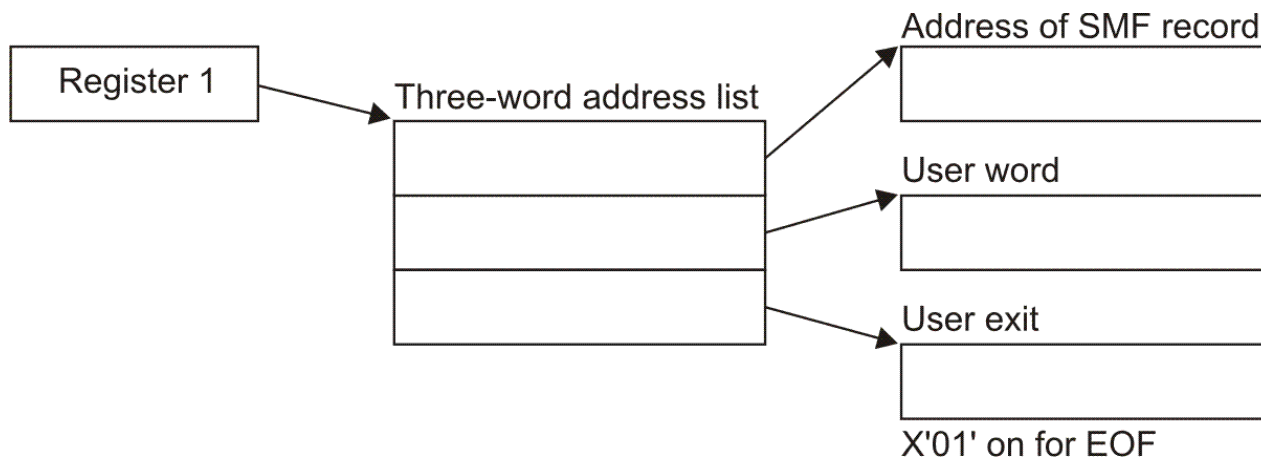 Address of SMF record
Register 1
Three-word address list
User word
User exit
X'01' on for EOF